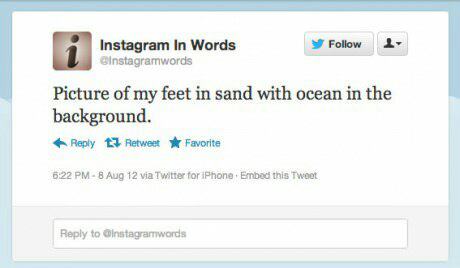 i
Instagram In Words
@Instagramwords
Follow
Picture of my feet in sand with ocean in the
background.
Reply Retweet Favorite
6:22 PM - 8 Aug 12 via Twitter for iPhone · Embed this Tweet
Reply to @Instagramwords